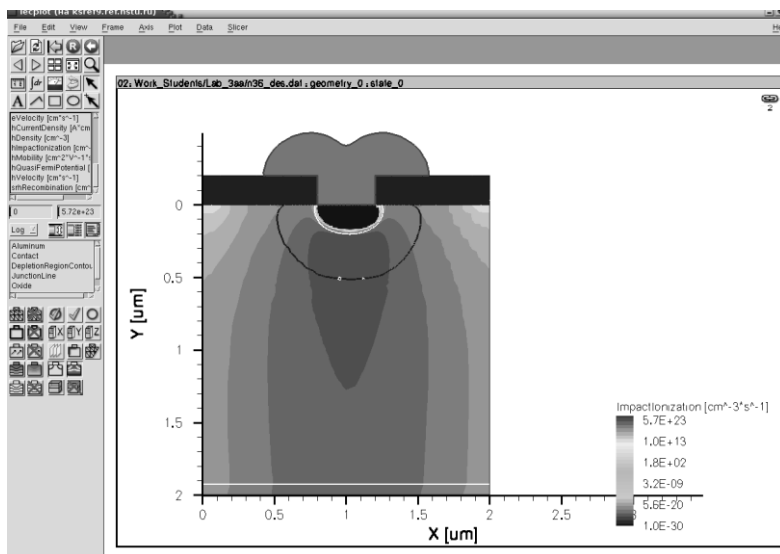 File Edit View Frame Axis Plot Data Slicer
eVelocity [cm*s^-1]
hCurrentDensity [A*cm
hDensity [cm^-3]
hImpactIonization [cm^-
hMobility [cm^2*V^-1*s
hQuasiFermiPotential [
hVelocity [cm*s^-1]
srhRecombination [cm^
0 5.72e+23
Log
Aluminum
Contact
DepletionRegionContou
JunctionLine
Oxide
02: Work_Students/Lab_3aa/n36_des.dat : geometry_0 : state_0
2
0
0.5
1
1.5
2
Y [um]
0 0.5 1 1.5 2 2.5
X [um]
ImpactIonization [cm^-3*s^-1]
5.7E+23
1.0E+13
1.8E+02
3.2E-09
5.6E-20
1.0E-30